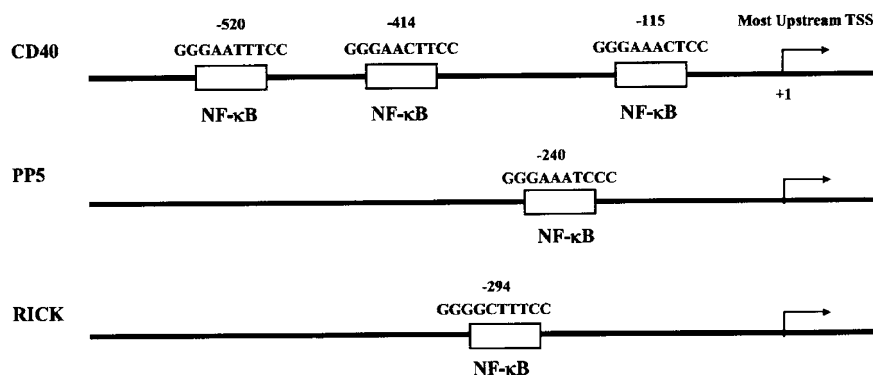 -520 -414 -115 Most Upstream TSS
GGGAATTTCC GGGAACTTCC GGGAAACTCC
CD40
+1
NF-κB NF-κB NF-κB
-240
GGGAAATCCC
PP5
NF-κB
-294
GGGGCTTTCC
RICK
NF-κB